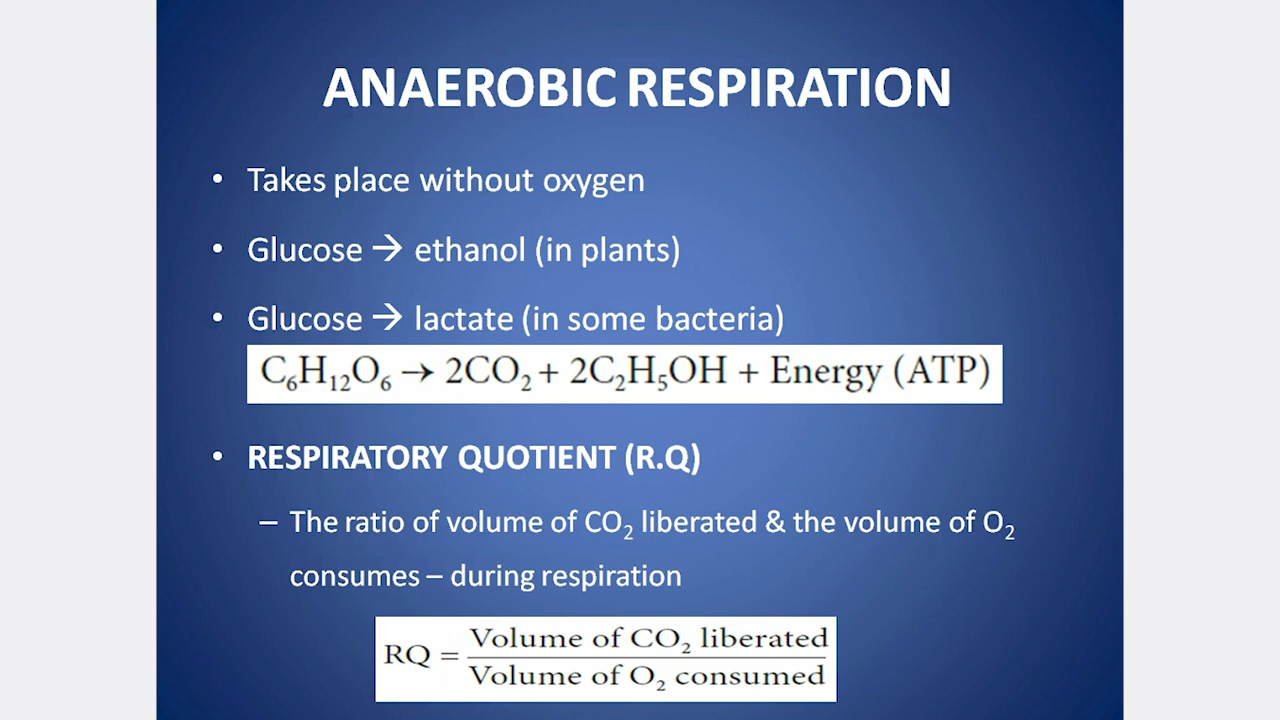 ANAEROBIC RESPIRATION
• Takes place without oxygen
• Glucose → ethanol (in plants)
• Glucose → lactate (in some bacteria)
C₆H₁₂O₆ → 2CO₂ + 2C₂H₅OH + Energy (ATP)
• RESPIRATORY QUOTIENT (R.Q)
– The ratio of volume of CO₂ liberated & the volume of O₂
consumes – during respiration
RQ = Volume of CO₂ liberated
Volume of O₂ consumed